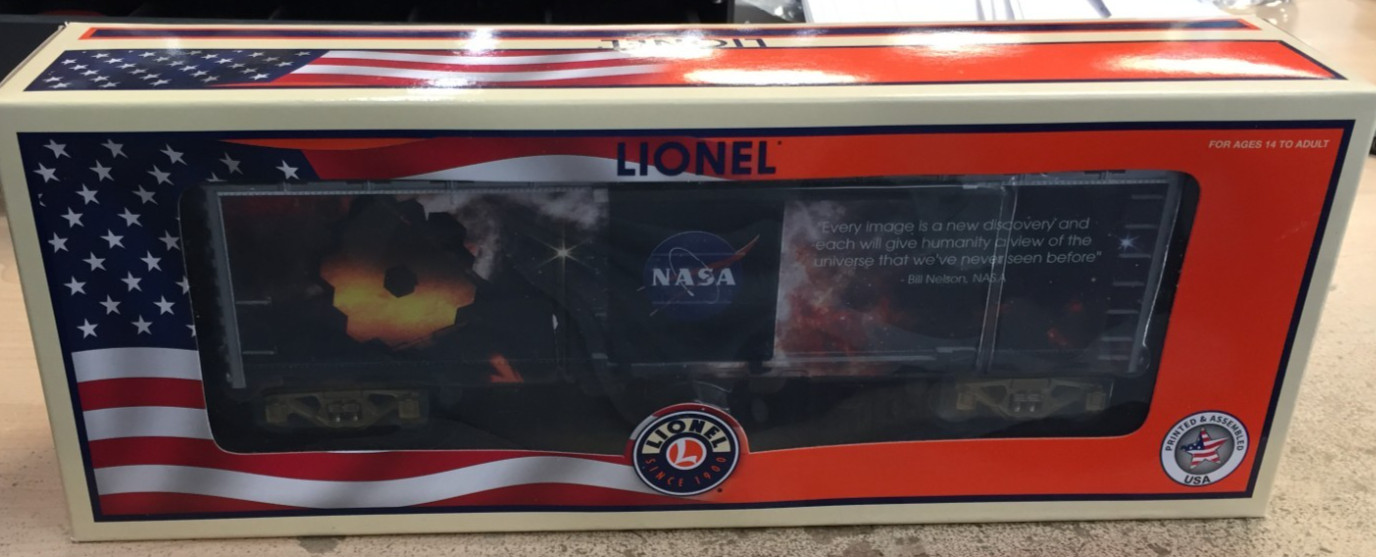 LIONEL
LIONEL
FOR AGES 14 TO ADULT
"Every image is a new discovery and
each will give humanity a view of the
universe that we've never seen before"
- Bill Nelson, NASA
NASA
LIONEL
L
SINCE 1900
PRINTED & ASSEMBLED
USA